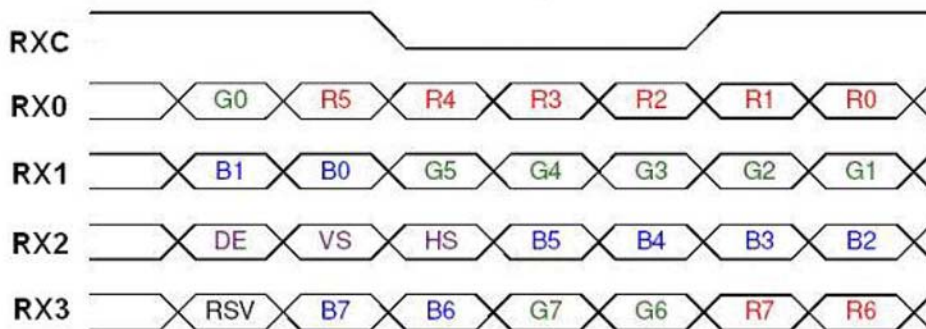 RXC
RX0 G0 R5 R4 R3 R2 R1 R0
RX1 B1 B0 G5 G4 G3 G2 G1
RX2 DE VS HS B5 B4 B3 B2
RX3 RSV B7 B6 G7 G6 R7 R6